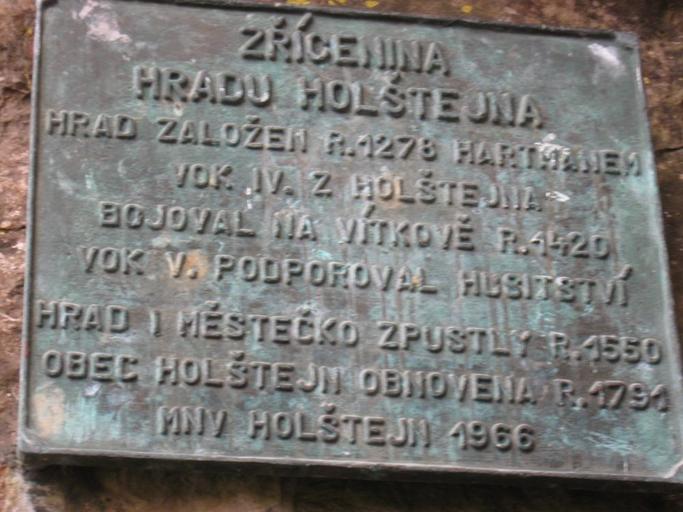 ZŘÍCENINA
HRADU HOLŠTEJNA
HRAD ZALOŽEN R.1278 HARTMANEM
VOK IV. Z HOLŠTEJNA
BOJOVAL NA VÍTKOVĚ R.1420
VOK V. PODPOROVAL HUSITSTVÍ
HRAD I MĚSTEČKO ZPUSTLY R.1550
OBEC HOLŠTEJN OBNOVENA R.1791
MNV HOLŠTEJN 1966